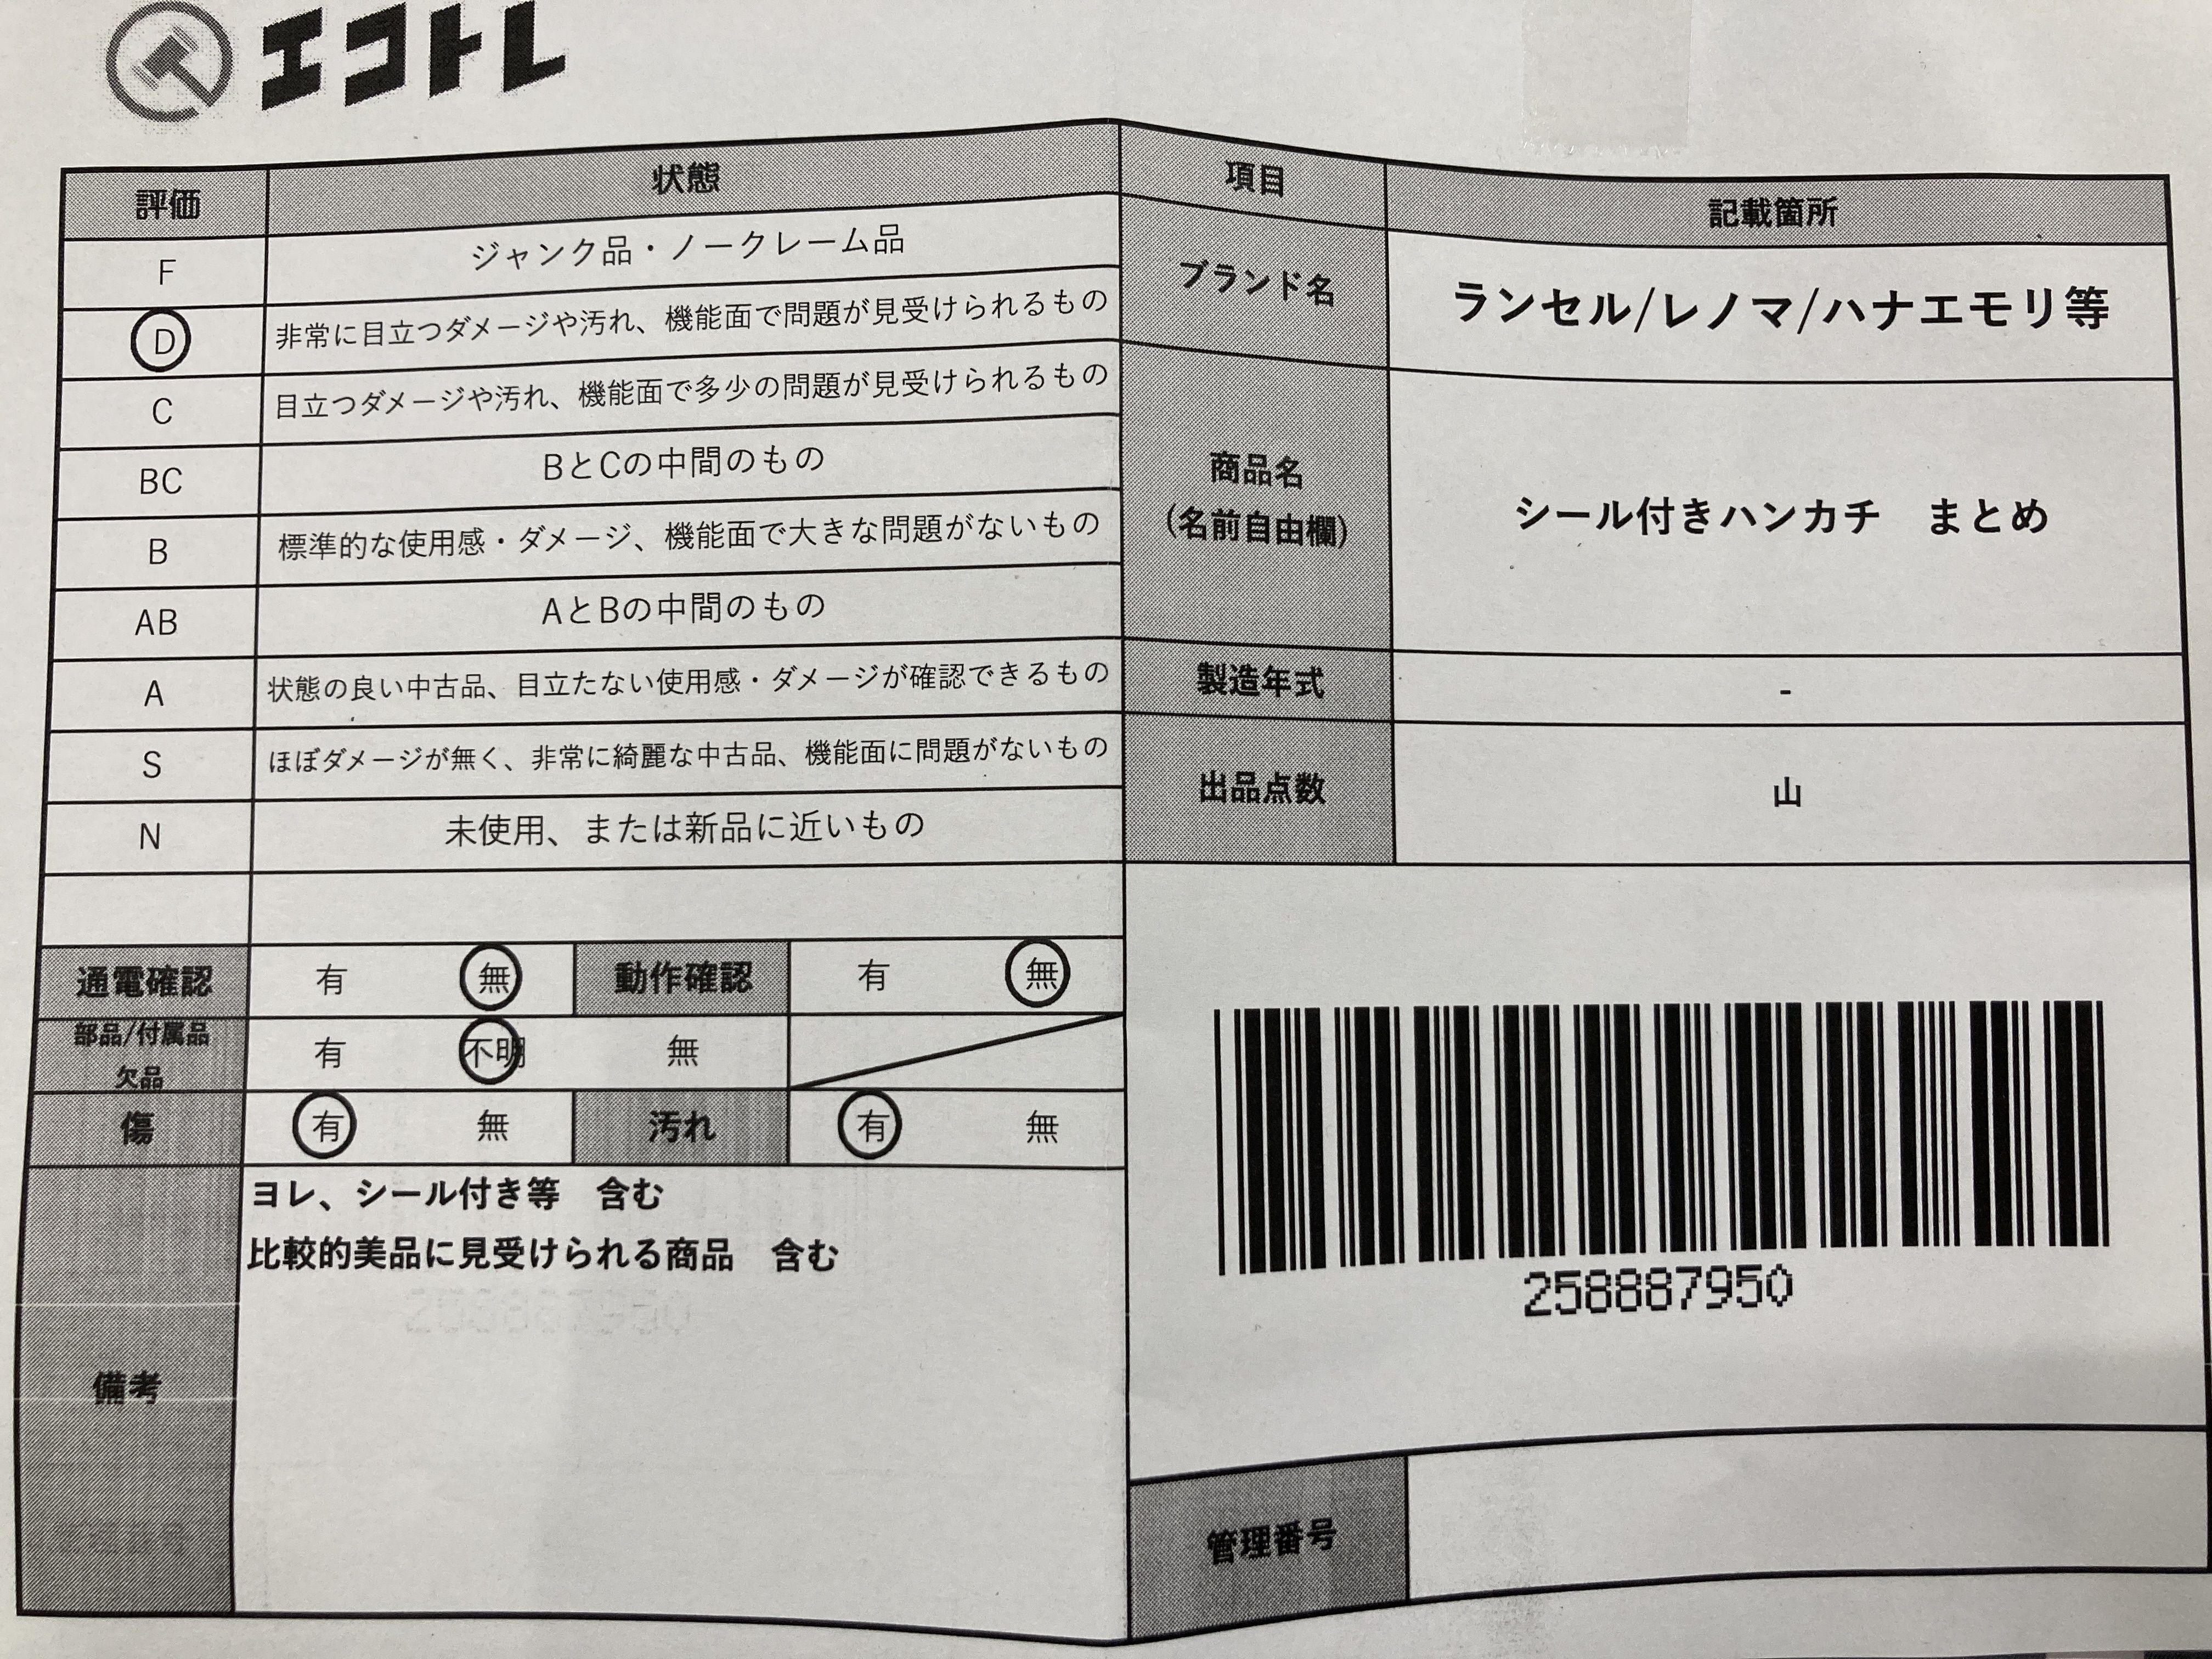 エコトレ
評価 状態 項目 記載箇所
F ジャンク品・ノークレーム品
D 非常に目立つダメージや汚れ、機能面で問題が見受けられるもの
C 目立つダメージや汚れ、機能面で多少の問題が見受けられるもの
BC BとCの中間のもの
B 標準的な使用感・ダメージ、機能面で大きな問題がないもの
AB AとBの中間のもの
A 状態の良い中古品、目立たない使用感・ダメージが確認できるもの
S ほぼダメージが無く、非常に綺麗な中古品、機能面に問題がないもの
N 未使用、または新品に近いもの
ブランド名 ランセル/レノマ/ハナエモリ等
商品名
(名前自由欄)
シール付きハンカチ まとめ
製造年式 -
出品点数 山
通電確認 有 無 動作確認 有 無
部品/付属品
欠品
有 不明 無
傷 有 無 汚れ 有 無
備考
ヨレ、シール付き等 含む
比較的美品に見受けられる商品 含む
258887950
管理番号